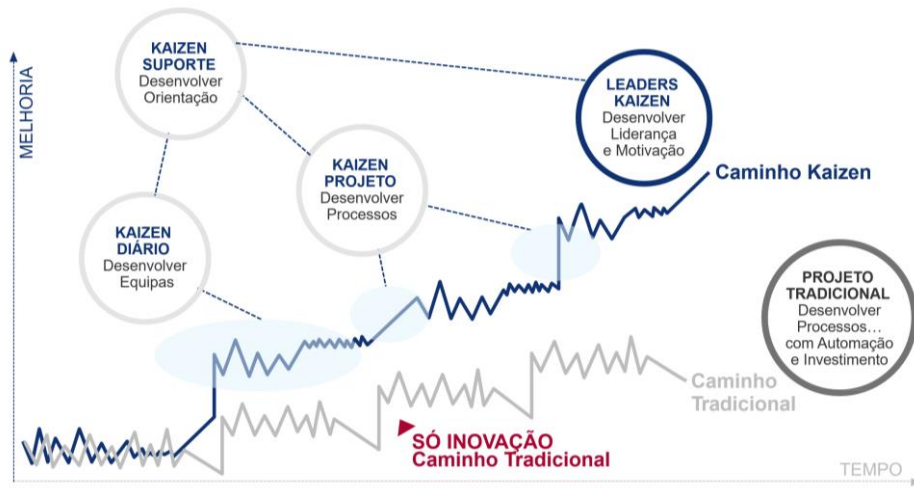 MELHORIA
KAIZEN
SUPORTE
Desenvolver
Orientação
LEADERS
KAIZEN
Desenvolver
Liderança
e Motivação
KAIZEN
PROJETO
Desenvolver
Processos
Caminho Kaizen
KAIZEN
DIÁRIO
Desenvolver
Equipas
PROJETO
TRADICIONAL
Desenvolver
Processos...
com Automação
e Investimento
Caminho
Tradicional
SÓ INOVAÇÃO
Caminho Tradicional
TEMPO